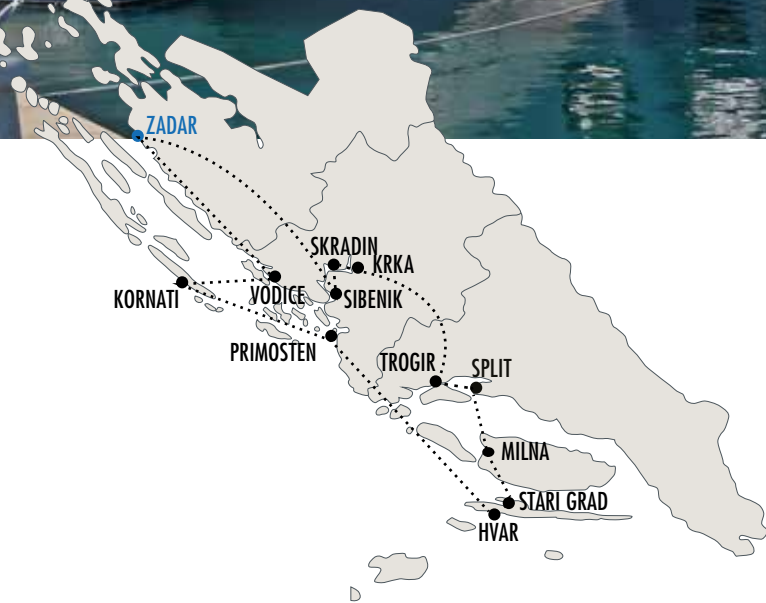 ZADAR
SKRADIN
KRKA
KORNATI
VODICE
SIBENIK
PRIMOSTEN
TROGIR
SPLIT
MILNA
STARI GRAD
HVAR